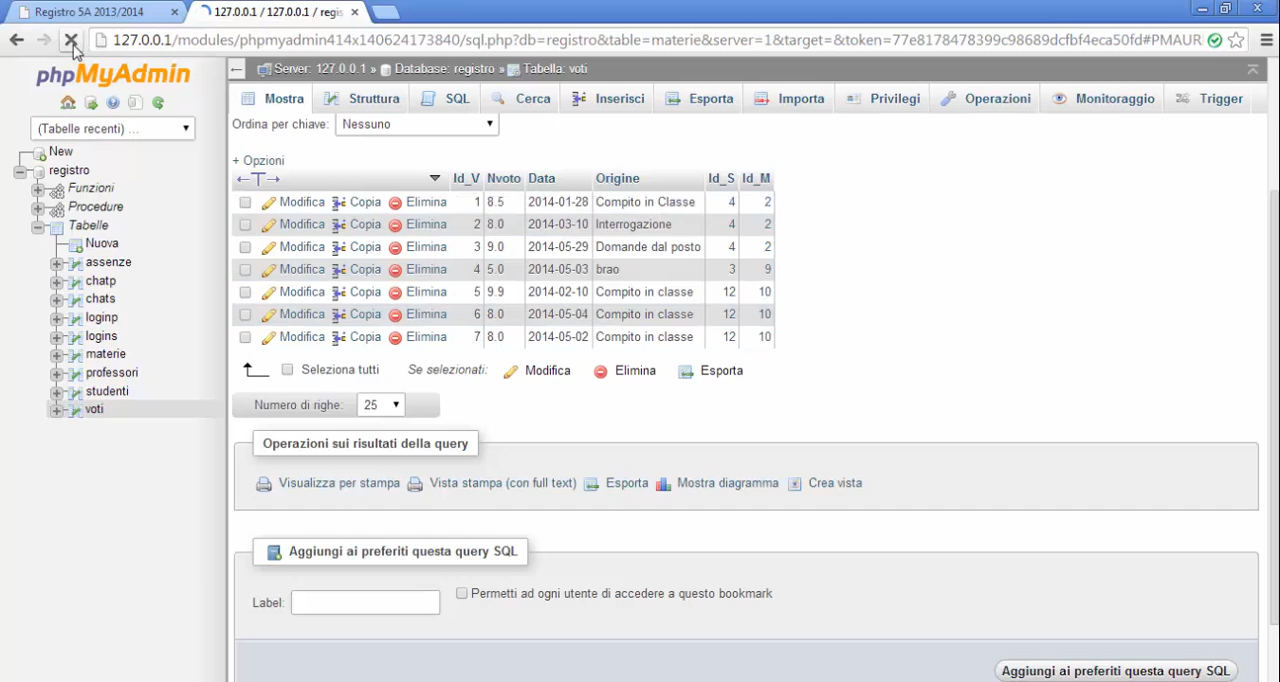 Registro 5A 2013/2014
127.0.0.1 / 127.0.0.1 / regis
127.0.0.1/modules/phpmyadmin414x140624173840/sql.php?db=registro&table=materie&server=1&target=&token=77e8178478399c98689dcfbf4eca50fd#PMAURL
phpMyAdmin
Server: 127.0.0.1 » Database: registro » Tabella: voti
Mostra Struttura SQL Cerca Inserisci Esporta Importa Privilegi Operazioni Monitoraggio Trigger
(Tabelle recenti) ...
New
registro
Funzioni
Procedure
Tabelle
Nuova
assenze
chatp
chats
loginp
logins
materie
professori
studenti
voti
Ordina per chiave: Nessuno
+ Opzioni
Id_V Nvoto Data Origine Id_S Id_M
Modifica Copia Elimina 1 8.5 2014-01-28 Compito in Classe 4 2
Modifica Copia Elimina 2 8.0 2014-03-10 Interrogazione 4 2
Modifica Copia Elimina 3 9.0 2014-05-29 Domande dal posto 4 2
Modifica Copia Elimina 4 5.0 2014-05-03 brao 3 9
Modifica Copia Elimina 5 9.9 2014-02-10 Compito in classe 12 10
Modifica Copia Elimina 6 8.0 2014-05-04 Compito in classe 12 10
Modifica Copia Elimina 7 8.0 2014-05-02 Compito in classe 12 10
Seleziona tutti Se selezionati: Modifica Elimina Esporta
Numero di righe: 25
Operazioni sui risultati della query
Visualizza per stampa Vista stampa (con full text) Esporta Mostra diagramma Crea vista
Aggiungi ai preferiti questa query SQL
Label: Permetti ad ogni utente di accedere a questo bookmark
Aggiungi ai preferiti questa query SQL